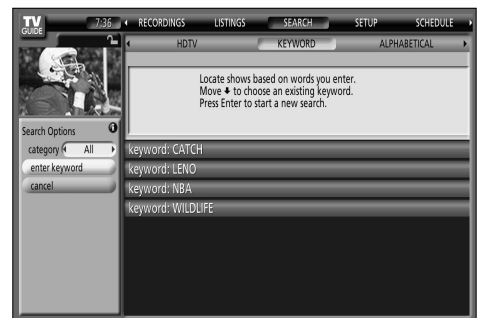 TV
GUIDE
7:36
RECORDINGS LISTINGS SEARCH SETUP SCHEDULE
HDTV KEYWORD ALPHABETICAL
Locate shows based on words you enter.
Move ↓ to choose an existing keyword.
Press Enter to start a new search.
Search Options
category All
enter keyword
cancel
keyword: CATCH
keyword: LENO
keyword: NBA
keyword: WILDLIFE